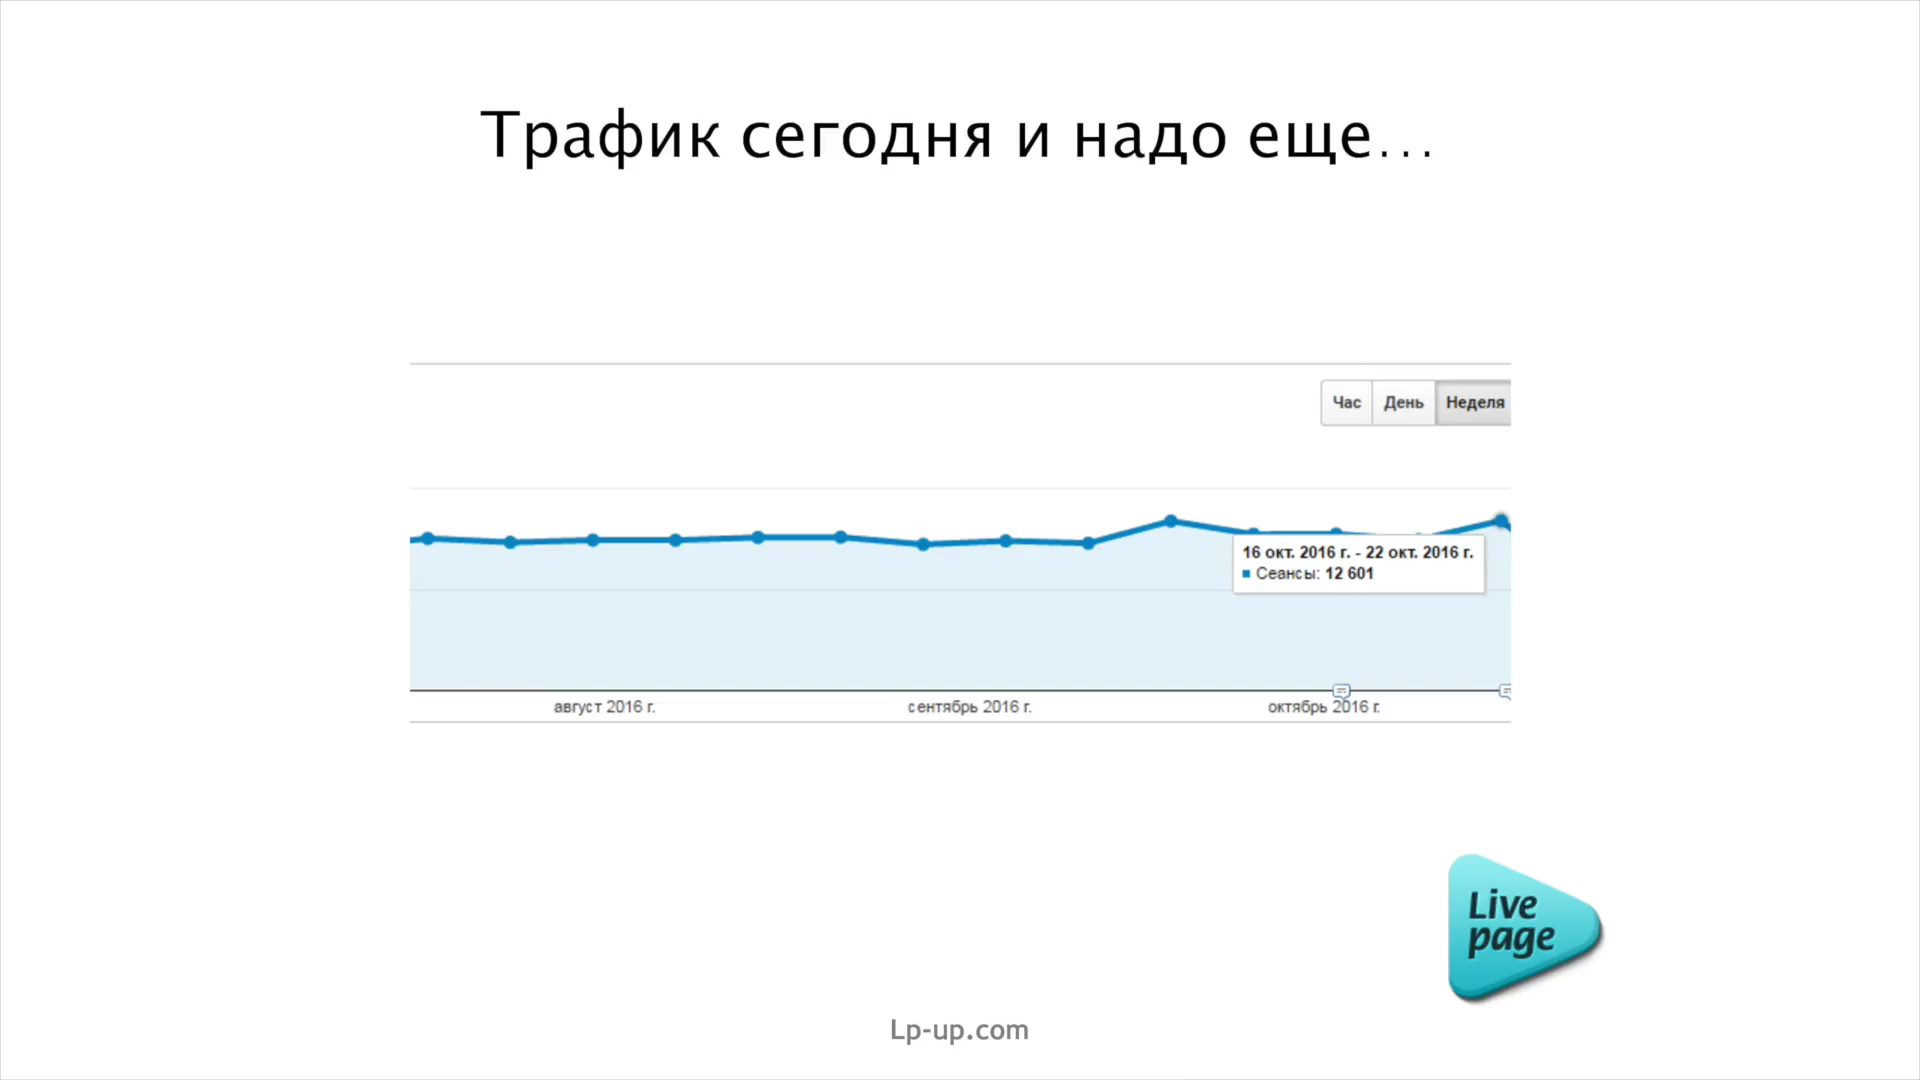 Трафик сегодня и надо еще...
Час День Неделя
16 окт. 2016 г. - 22 окт. 2016 г.
Сеансы: 12 601
август 2016 г. сентябрь 2016 г. октябрь 2016 г.
Live
page
Lp-up.com